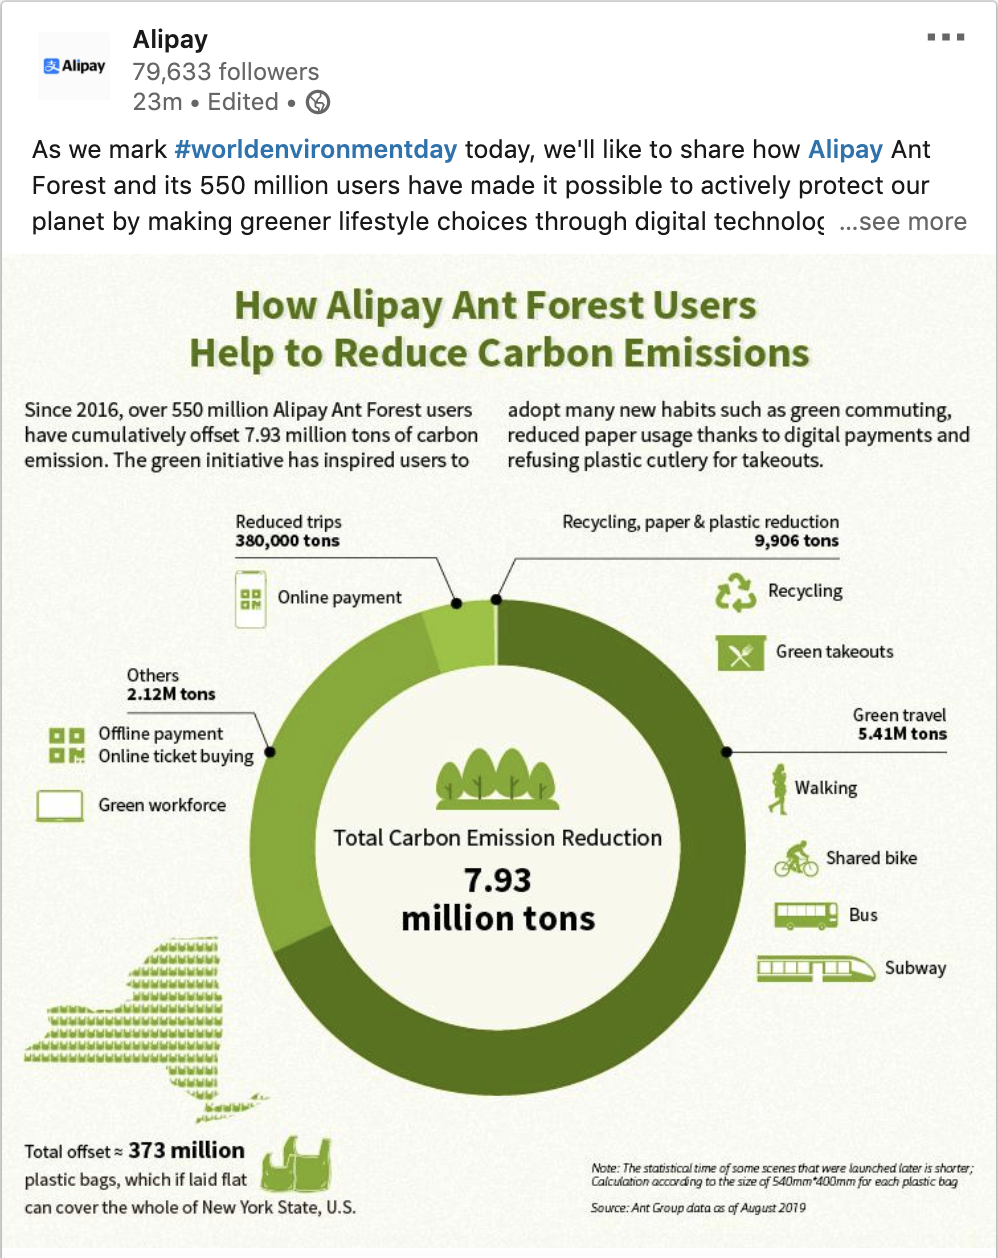 Alipay
Alipay
79,633 followers
23m • Edited •
As we mark #worldenvironmentday today, we'll like to share how Alipay Ant
Forest and its 550 million users have made it possible to actively protect our
planet by making greener lifestyle choices through digital technolog ...see more
How Alipay Ant Forest Users
Help to Reduce Carbon Emissions
Since 2016, over 550 million Alipay Ant Forest users
have cumulatively offset 7.93 million tons of carbon
emission. The green initiative has inspired users to
adopt many new habits such as green commuting,
reduced paper usage thanks to digital payments and
refusing plastic cutlery for takeouts.
Reduced trips
380,000 tons
Online payment
Recycling, paper & plastic reduction
9,906 tons
Recycling
Green takeouts
Others
2.12M tons
Offline payment
Online ticket buying
Green workforce
Green travel
5.41M tons
Walking
Shared bike
Bus
Subway
Total Carbon Emission Reduction
7.93
million tons
Total offset ≈ 373 million
plastic bags, which if laid flat
can cover the whole of New York State, U.S.
Note: The statistical time of some scenes that were launched later is shorter;
Calculation according to the size of 540mm*400mm for each plastic bag
Source: Ant Group data as of August 2019